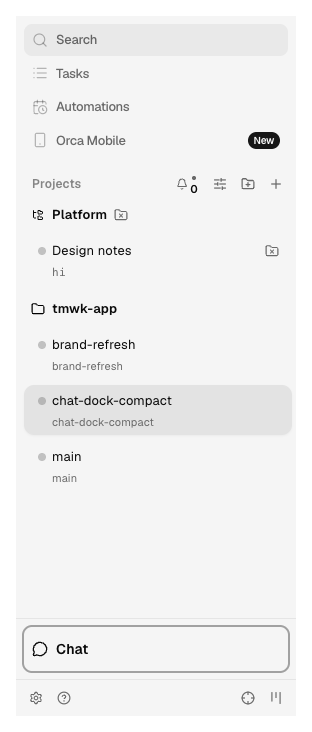 Search
Tasks
Automations
Orca Mobile New
Projects 0
Platform
Design notes
hi
tmwk-app
brand-refresh
brand-refresh
chat-dock-compact
chat-dock-compact
main
main
Chat